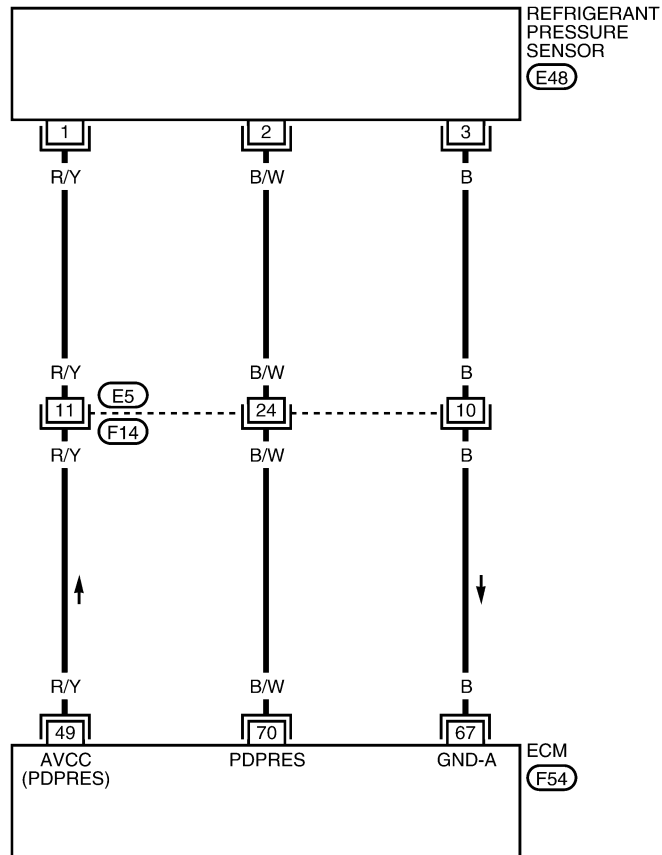 REFRIGERANT
PRESSURE
SENSOR
E48
1 2 3
R/Y B/W B
R/Y B/W B
E5
11 24 10
F14
R/Y B/W B
R/Y B/W B
49 70 67
AVCC PDPRES GND-A
(PDPRES)
ECM
F54